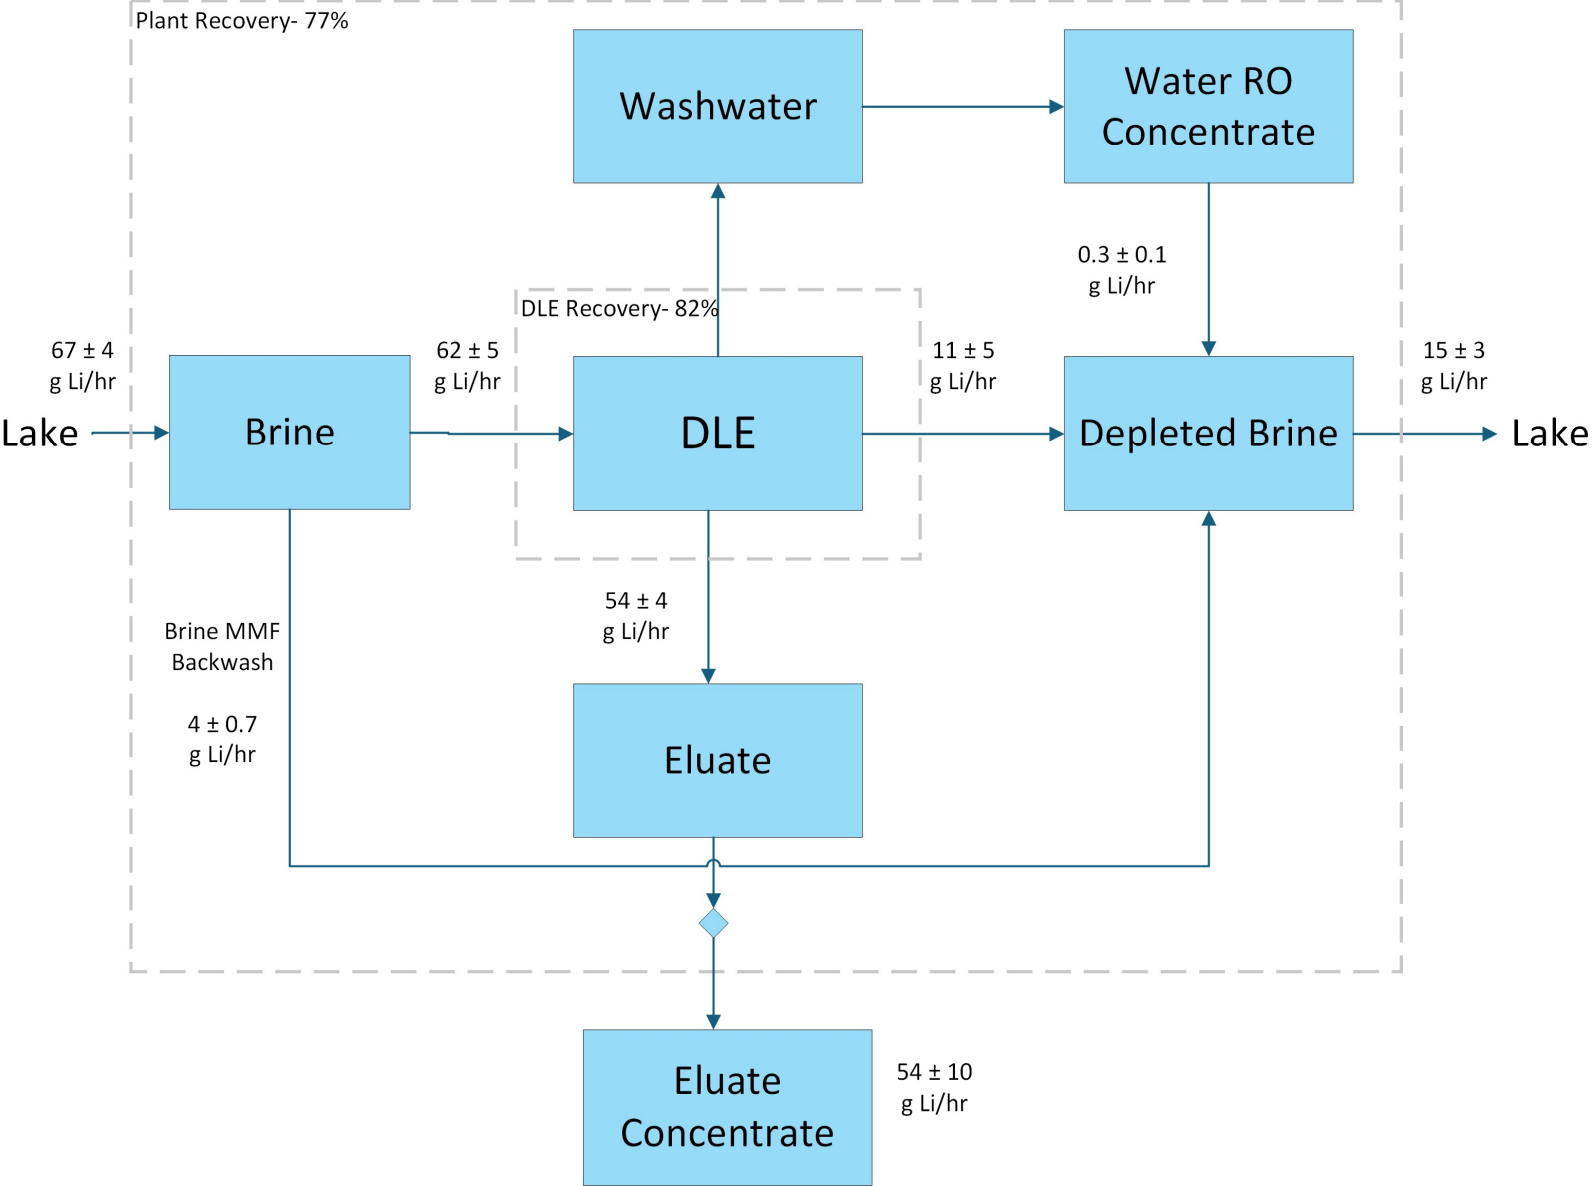 Plant Recovery- 77%
Washwater
Water RO
Concentrate
0.3 ± 0.1
g Li/hr
DLE Recovery- 82%
67 ± 4
g Li/hr
62 ± 5
g Li/hr
11 ± 5
g Li/hr
15 ± 3
g Li/hr
Lake
Brine
DLE
Depleted Brine
Lake
54 ± 4
g Li/hr
Brine MMF
Backwash
4 ± 0.7
g Li/hr
Eluate
Eluate
Concentrate
54 ± 10
g Li/hr